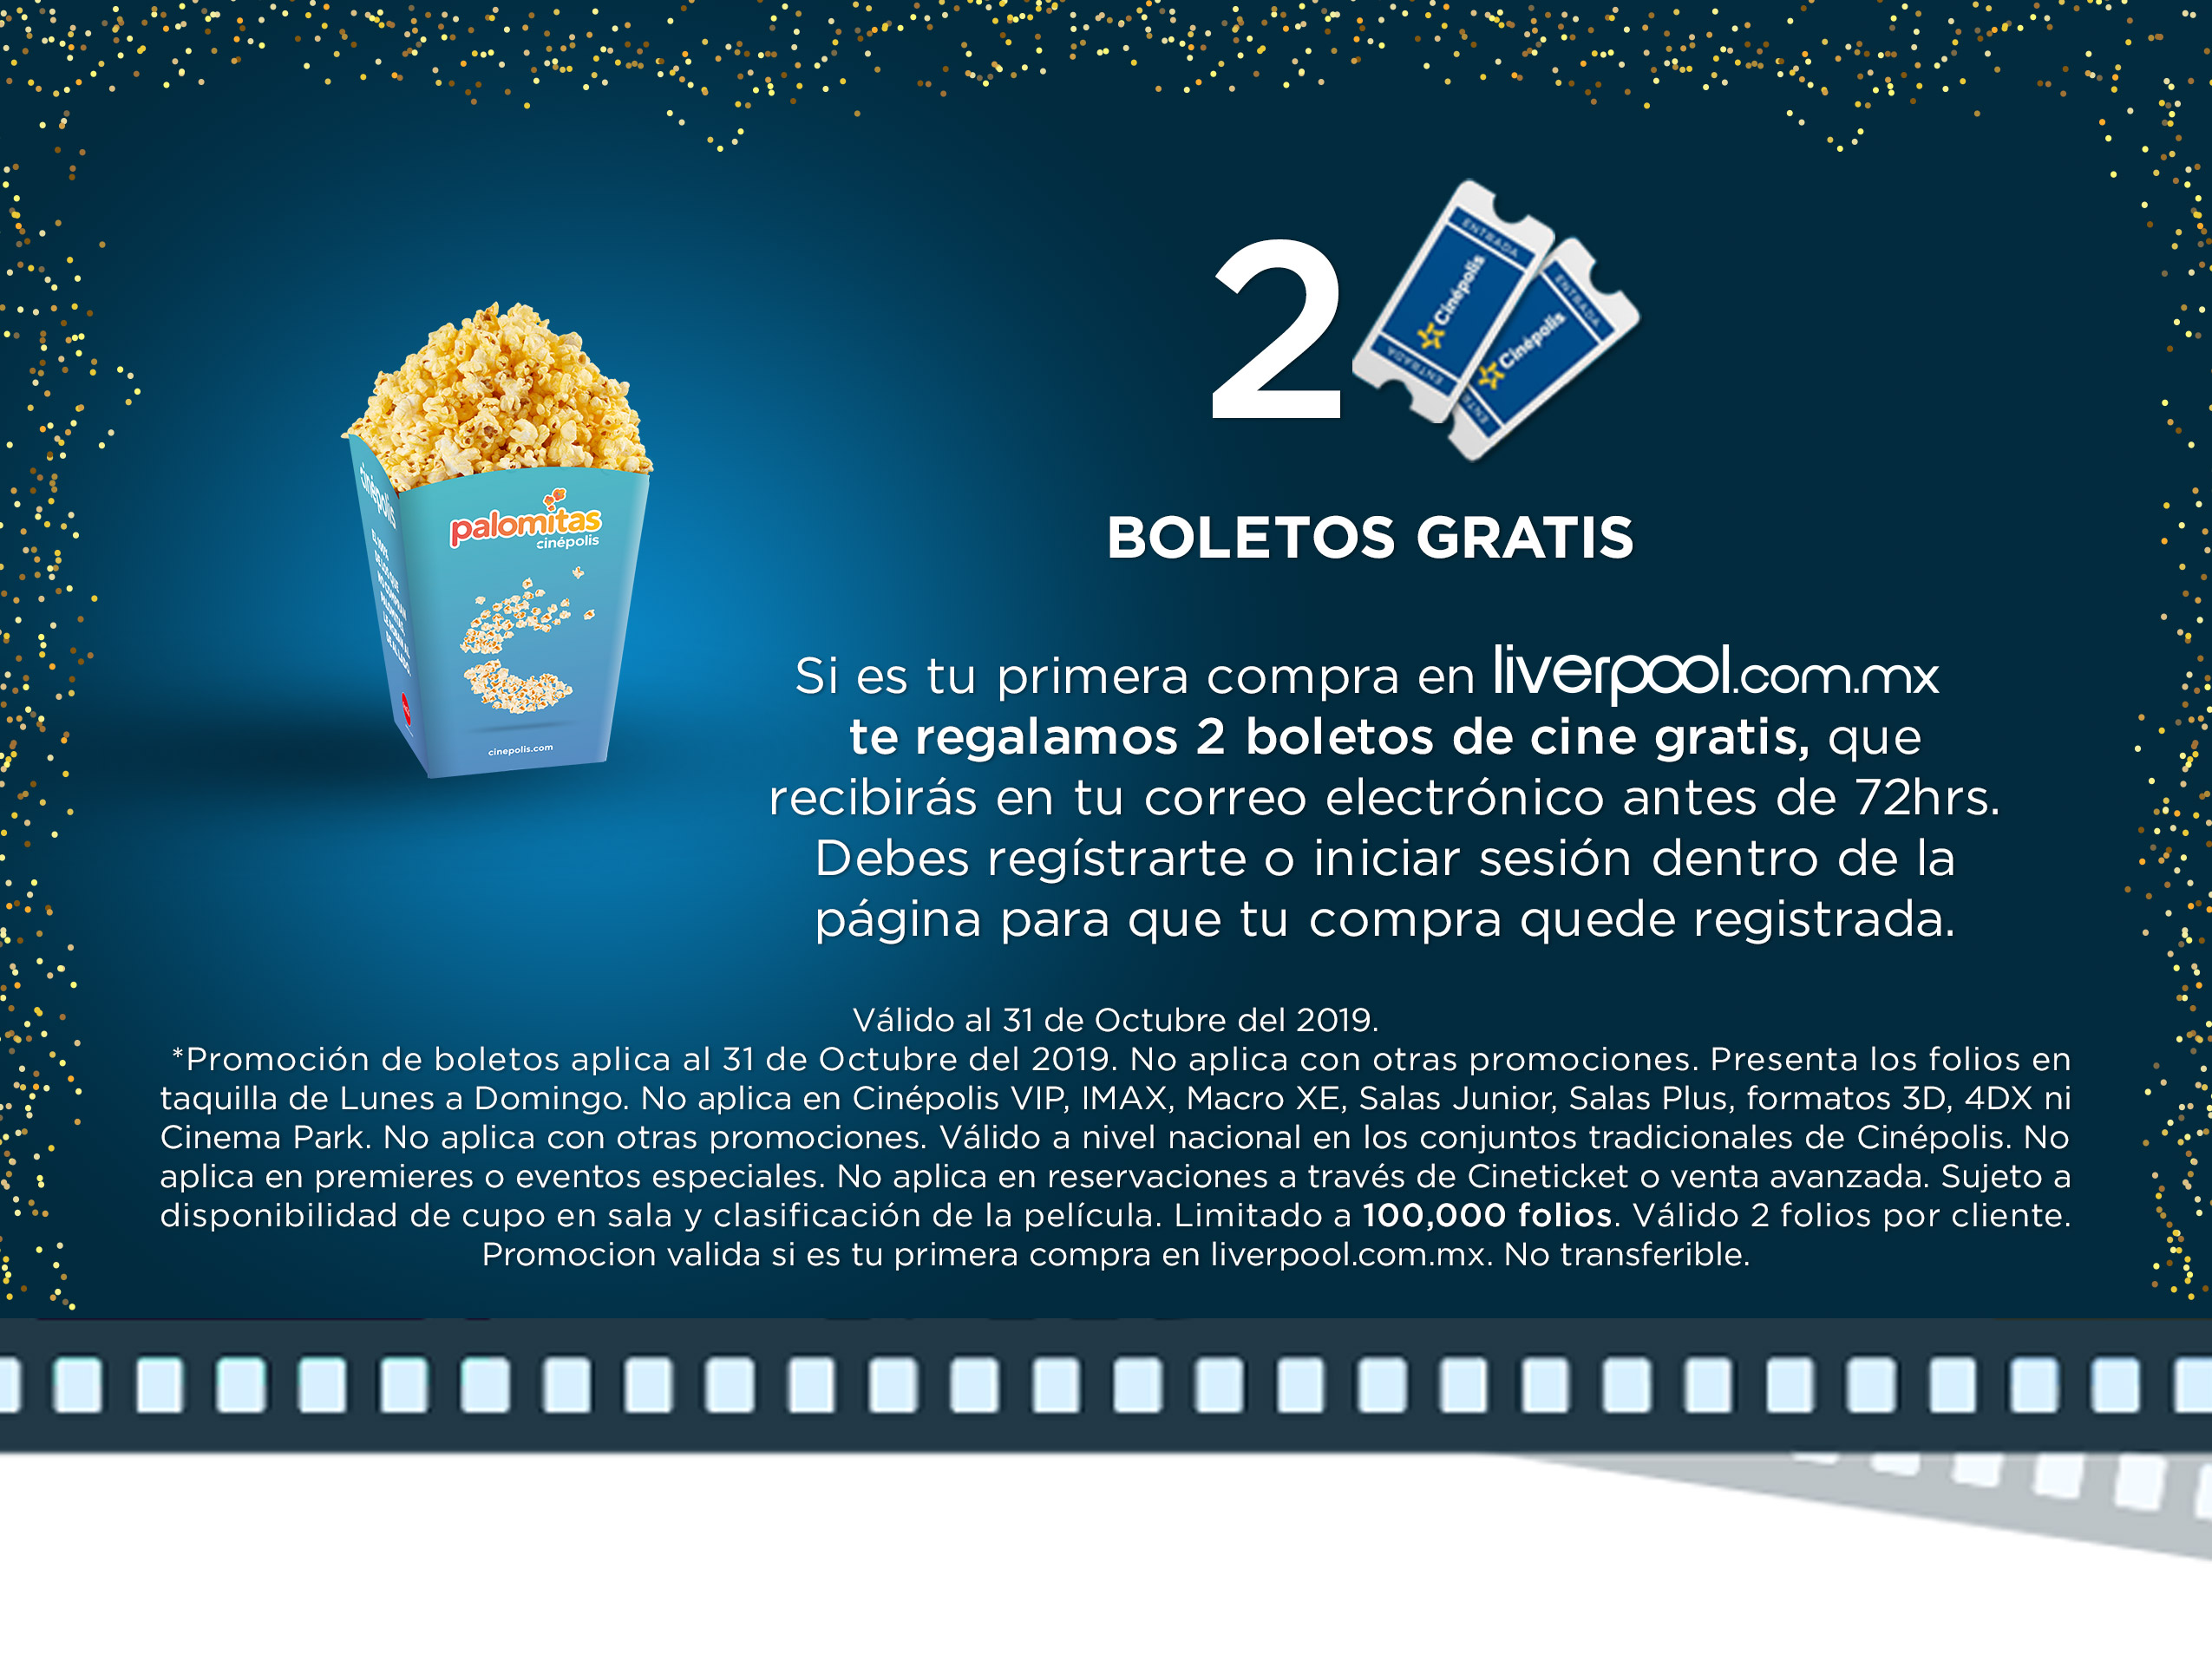 2
ENTRADA
Cinépolis
ENTRADA
ENTRADA
Cinépolis
BOLETOS GRATIS
cinépolis
palomitas
cinépolis
cinepolis.com
Si es tu primera compra en liverpool.com.mx
te regalamos 2 boletos de cine gratis, que
recibirás en tu correo electrónico antes de 72hrs.
Debes regístrarte o iniciar sesión dentro de la
página para que tu compra quede registrada.
Válido al 31 de Octubre del 2019.
*Promoción de boletos aplica al 31 de Octubre del 2019. No aplica con otras promociones. Presenta los folios en
taquilla de Lunes a Domingo. No aplica en Cinépolis VIP, IMAX, Macro XE, Salas Junior, Salas Plus, formatos 3D, 4DX ni
Cinema Park. No aplica con otras promociones. Válido a nivel nacional en los conjuntos tradicionales de Cinépolis. No
aplica en premieres o eventos especiales. No aplica en reservaciones a través de Cineticket o venta avanzada. Sujeto a
disponibilidad de cupo en sala y clasificación de la película. Limitado a 100,000 folios. Válido 2 folios por cliente.
Promocion valida si es tu primera compra en liverpool.com.mx. No transferible.